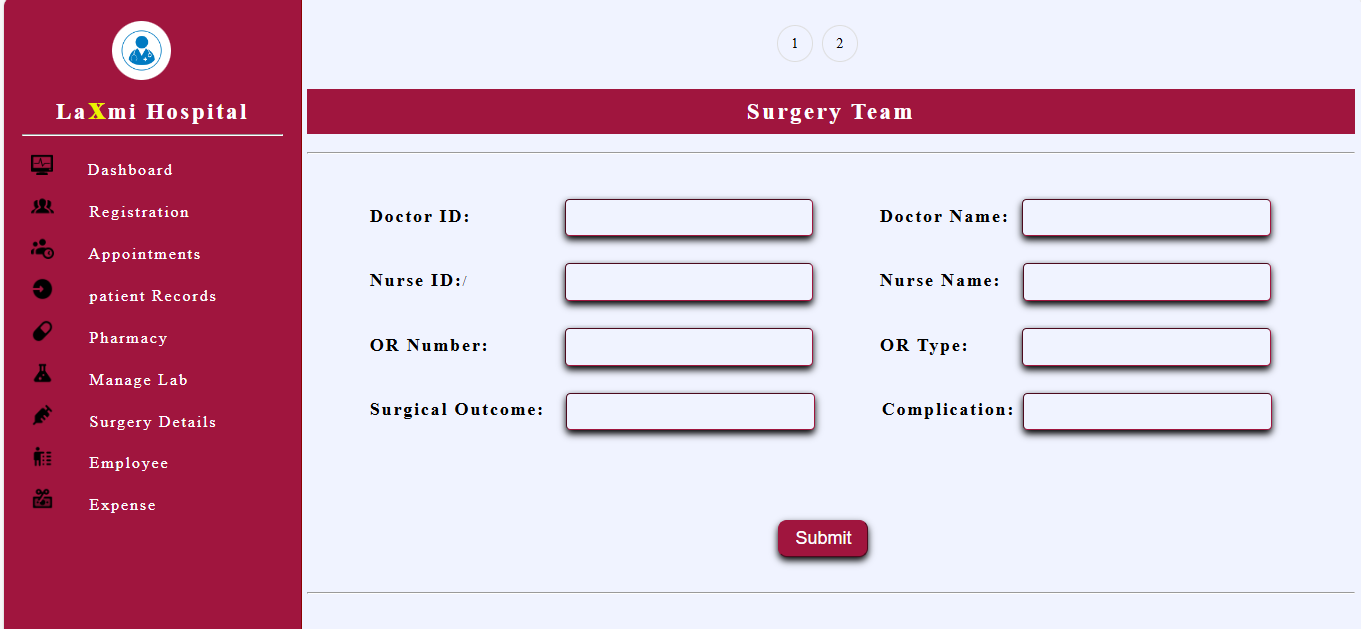 LaXmi Hospital
Dashboard
Registration
Appointments
patient Records
Pharmacy
Manage Lab
Surgery Details
Employee
Expense
1 2
Surgery Team
Doctor ID: Doctor Name:
Nurse ID:/ Nurse Name:
OR Number: OR Type:
Surgical Outcome: Complication:
Submit